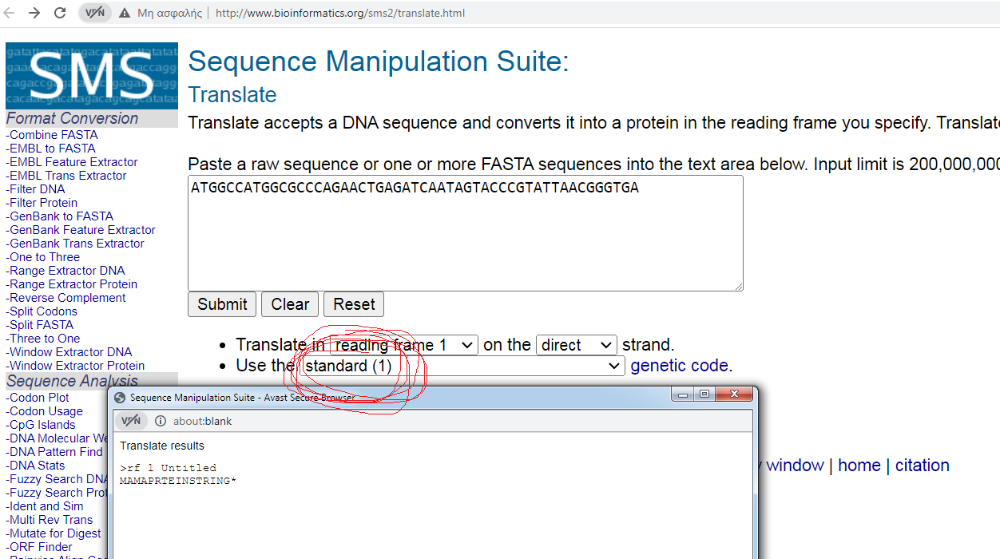 VPN Μη ασφαλής http://www.bioinformatics.org/sms2/translate.html
SMS
Format Conversion
-Combine FASTA
-EMBL to FASTA
-EMBL Feature Extractor
-EMBL Trans Extractor
-Filter DNA
-Filter Protein
-GenBank to FASTA
-GenBank Feature Extractor
-GenBank Trans Extractor
-One to Three
-Range Extractor DNA
-Range Extractor Protein
-Reverse Complement
-Split Codons
-Split FASTA
-Three to One
-Window Extractor DNA
-Window Extractor Protein
Sequence Analysis
-Codon Plot
-Codon Usage
-CpG Islands
-DNA Molecular We
-DNA Pattern Find
-DNA Stats
-Fuzzy Search DNA
-Fuzzy Search Prot
-Ident and Sim
-Multi Rev Trans
-Mutate for Digest
-ORF Finder
Sequence Manipulation Suite:
Translate
Translate accepts a DNA sequence and converts it into a protein in the reading frame you specify. Translate
Paste a raw sequence or one or more FASTA sequences into the text area below. Input limit is 200,000,000
ATGGCCATGGCGCCCAGAACTGAGATCAATAGTACCCGTATTAACGGGTGA
Submit Clear Reset
• Translate in reading frame 1 on the direct strand.
• Use the standard (1) genetic code.
window | home | citation
Sequence Manipulation Suite - Avast Secure Browser
VPN about:blank
Translate results
>rf 1 Untitled
MAMAPRTEINSTRING*